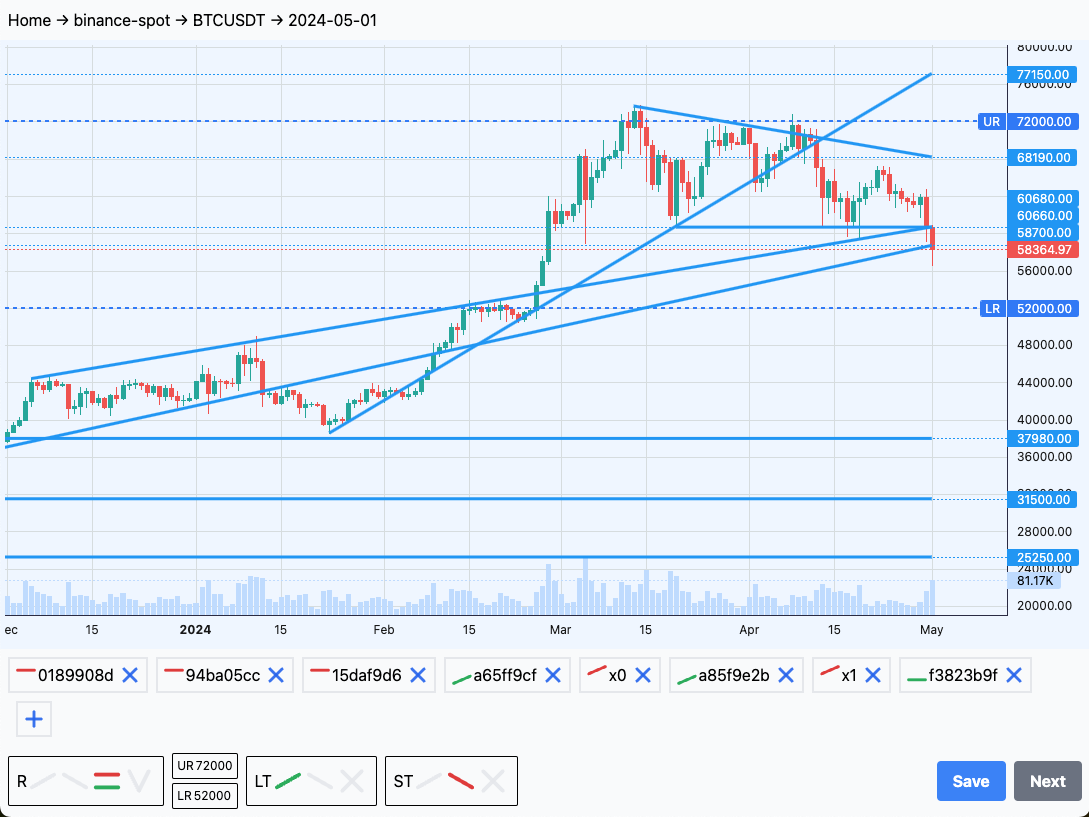 Home → binance-spot → BTCUSDT → 2024-05-01
80000.00
77150.00
76000.00
UR 72000.00
68190.00
60680.00
60660.00
58700.00
58364.97
56000.00
LR 52000.00
48000.00
44000.00
40000.00
37980.00
36000.00
31500.00
28000.00
25250.00
24000.00
81.17K
20000.00
ec 15 2024 15 Feb 15 Mar 15 Apr 15 May
0189908d 94ba05cc 15daf9d6 a65ff9cf x0 a85f9e2b x1 f3823b9f
+
R UR 72000 LR 52000 LT ST Save Next